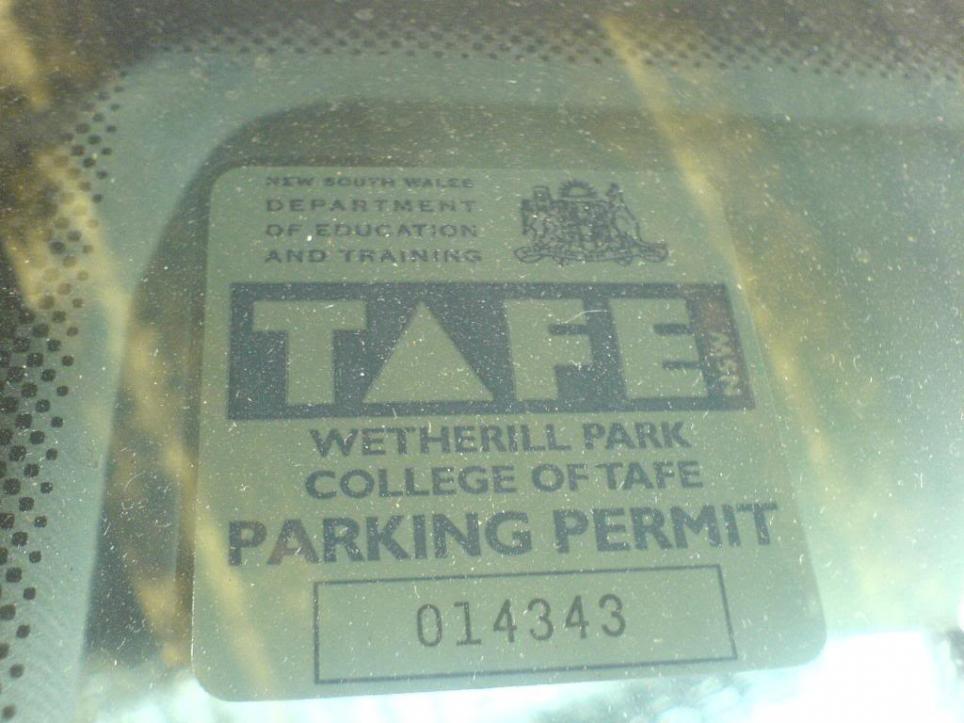 NEW SOUTH WALES
DEPARTMENT
OF EDUCATION
AND TRAINING
TAFE
NSW
WETHERILL PARK
COLLEGE OF TAFE
PARKING PERMIT
014343